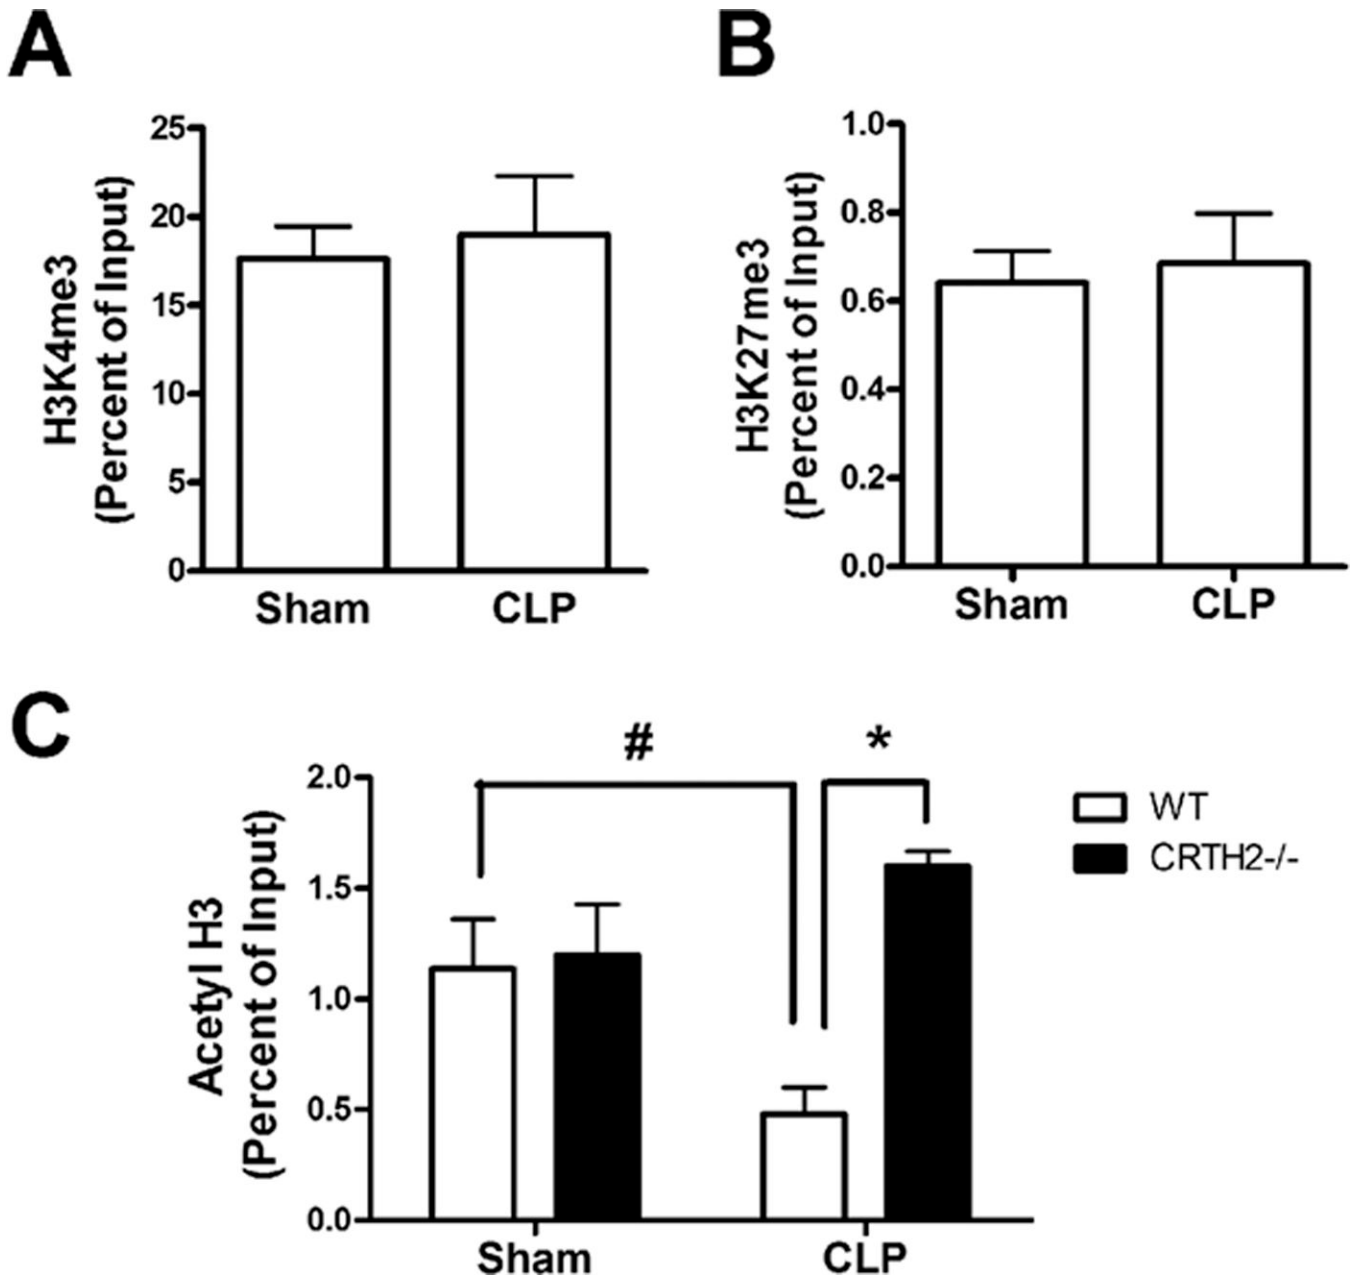 A
H3K4me3
(Percent of Input)
25
20
15
10
5
0
Sham CLP
B
H3K27me3
(Percent of Input)
1.0
0.8
0.6
0.4
0.2
0.0
Sham CLP
C
# *
Acetyl H3
(Percent of Input)
2.0
1.5
1.0
0.5
0.0
Sham CLP
WT
CRTH2-/-